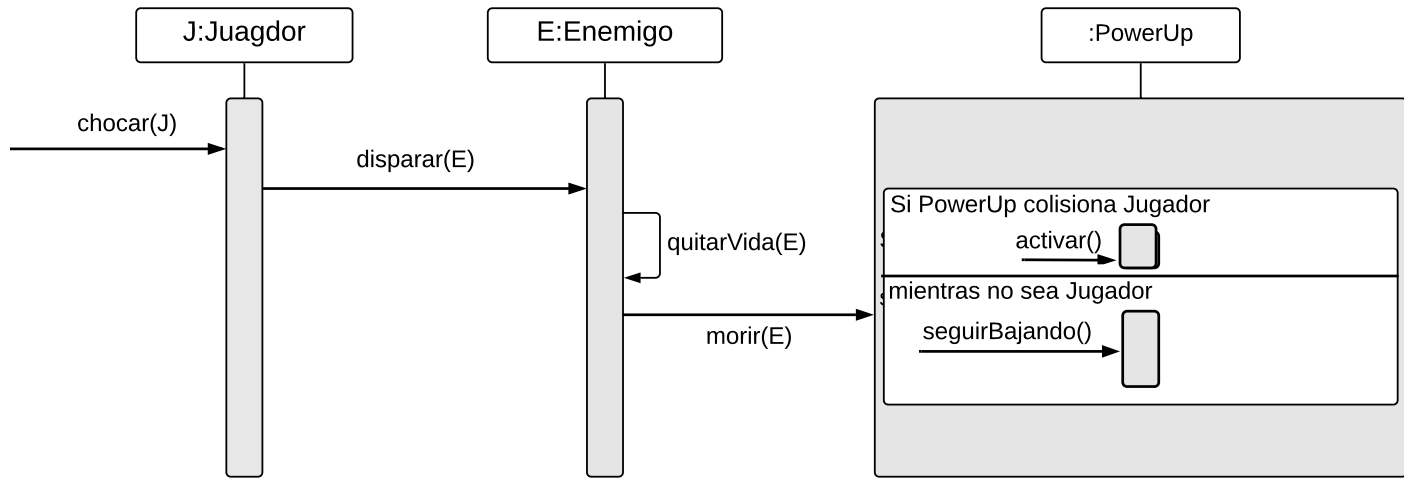 J:Juagdor
E:Enemigo
:PowerUp
chocar(J)
disparar(E)
Si PowerUp colisiona Jugador
activar()
quitarVida(E)
mientras no sea Jugador
morir(E)
seguirBajando()